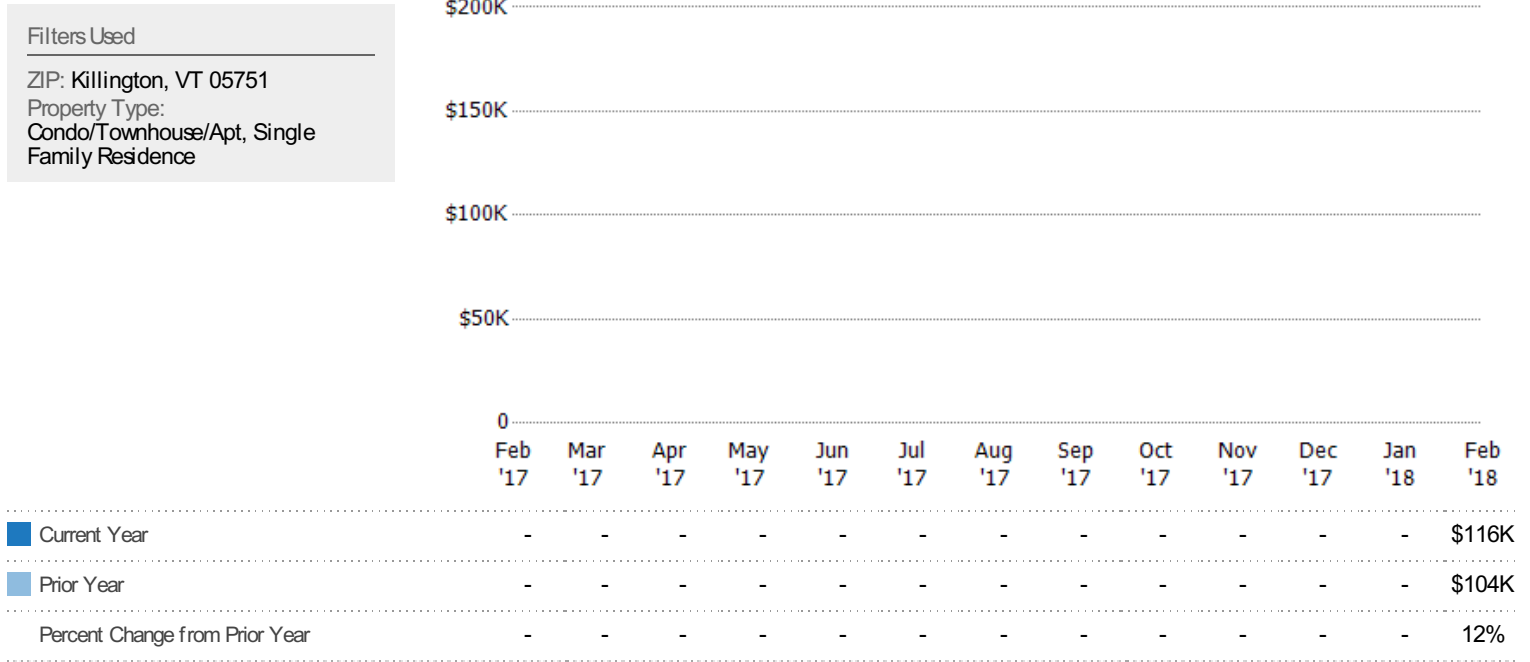 Filters Used
ZIP: Killington, VT 05751
Property Type:
Condo/Townhouse/Apt, Single
Family Residence
$200K
$150K
$100K
$50K
0
Feb '17 Mar '17 Apr '17 May '17 Jun '17 Jul '17 Aug '17 Sep '17 Oct '17 Nov '17 Dec '17 Jan '18 Feb '18
Current Year - - - - - - - - - - - - $116K
Prior Year - - - - - - - - - - - - $104K
Percent Change from Prior Year - - - - - - - - - - - - 12%